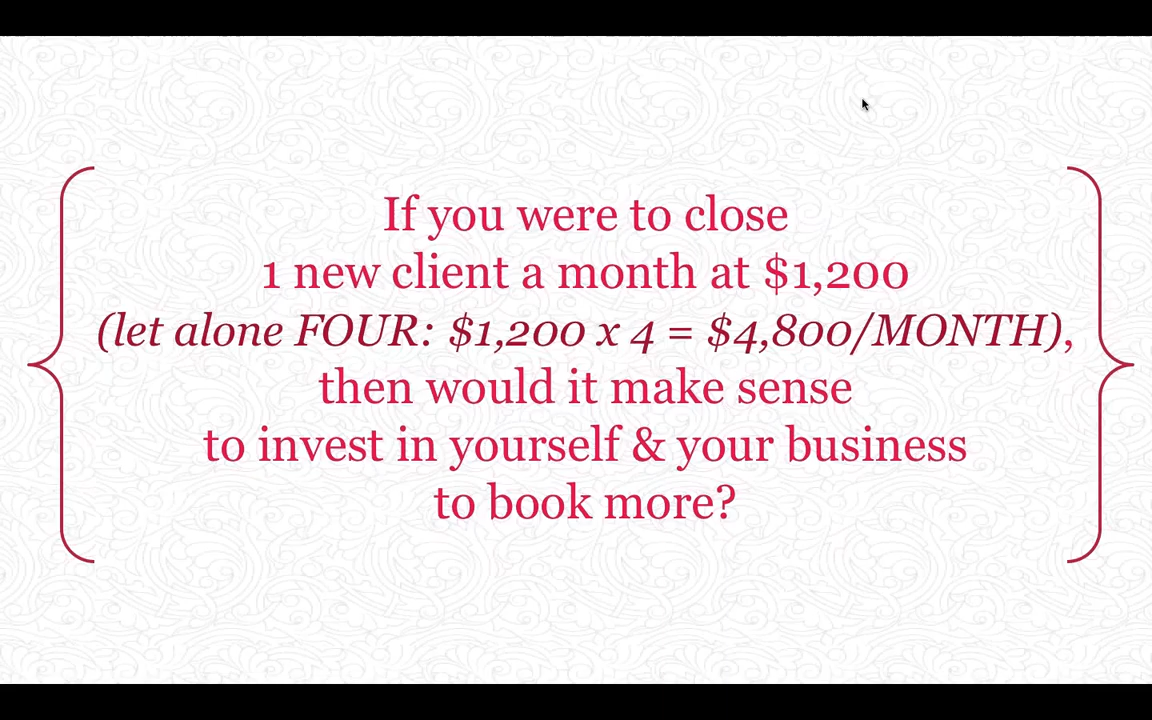 If you were to close
1 new client a month at $1,200
(let alone FOUR: $1,200 x 4 = $4,800/MONTH),
then would it make sense
to invest in yourself & your business
to book more?